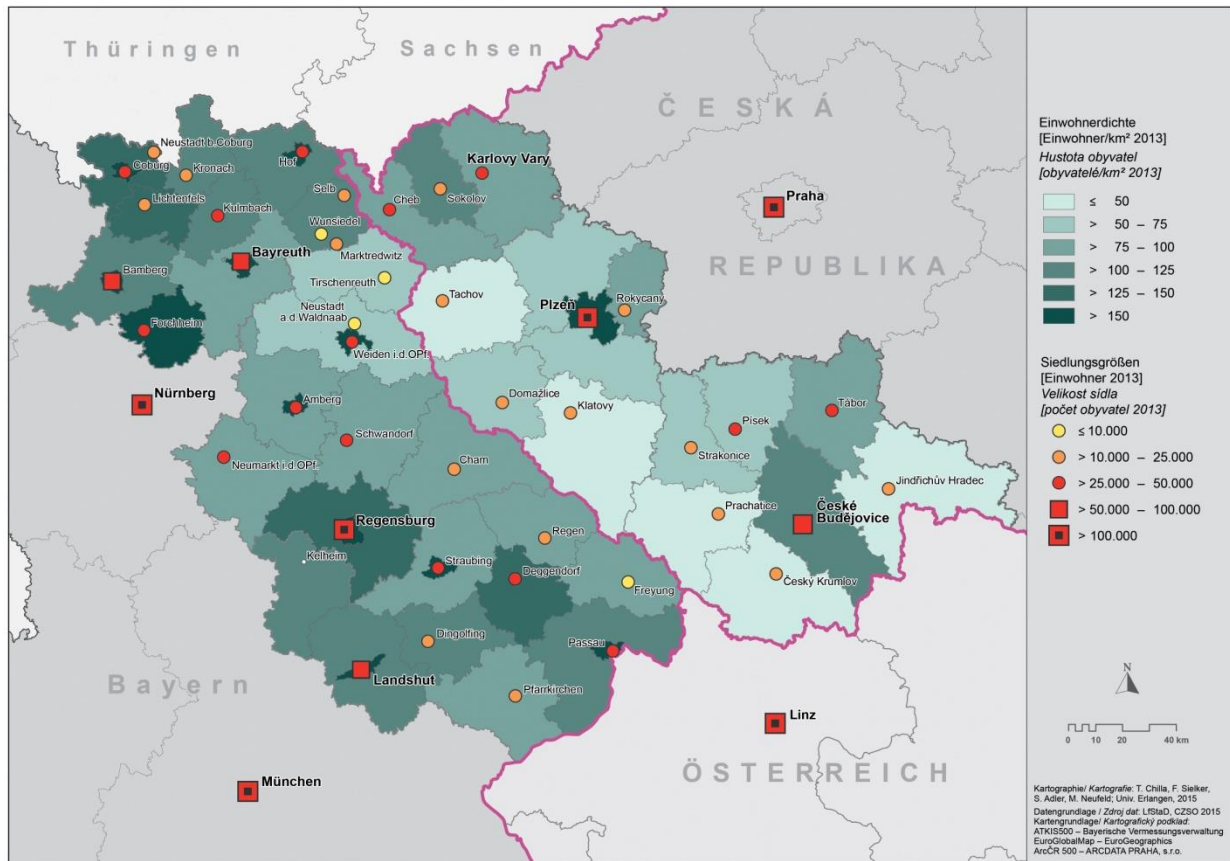 Thüringen
Sachsen
ČESKÁ
REPUBLIKA
Praha
Neustadt b.Coburg
Coburg
Kronach
Hof
Lichtenfels
Kulmbach
Selb
Wunsiedel
Marktredwitz
Karlovy Vary
Cheb
Sokolov
Bayreuth
Bamberg
Tirschenreuth
Tachov
Plzeň
Rokycany
Forchheim
Neustadt
a.d.Waldnaab
Weiden i.d.OPf.
Nürnberg
Amberg
Domažlice
Klatovy
Písek
Tábor
Schwandorf
Strakonice
Neumarkt i.d.OPf.
Cham
Jindřichův Hradec
Prachatice
České
Budějovice
Regensburg
Regen
Kelheim
Straubing
Deggendorf
Freyung
Český Krumlov
Dingolfing
Passau
Bayern
Landshut
Pfarrkirchen
Linz
ÖSTERREICH
München
Einwohnerdichte
[Einwohner/km² 2013]
Hustota obyvatel
[obyvatelé/km² 2013]
≤ 50
> 50 – 75
> 75 – 100
> 100 – 125
> 125 – 150
> 150
Siedlungsgrößen
[Einwohner 2013]
Velikost sídla
[počet obyvatel 2013]
≤ 10.000
> 10.000 – 25.000
> 25.000 – 50.000
> 50.000 – 100.000
> 100.000
N
0 10 20 40 km
Kartographie/ Kartografie: T. Chilla, F. Sielker,
S. Adler, M. Neufeld; Univ. Erlangen, 2015
Datengrundlage / Zdroj dat: LfStaD, CZSO 2015
Kartengrundlage/ Kartografický podklad:
ATKIS500 – Bayerische Vermessungsverwaltung
EuroGlobalMap – EuroGeographics
ArcČR 500 – ARCDATA PRAHA, s.r.o.